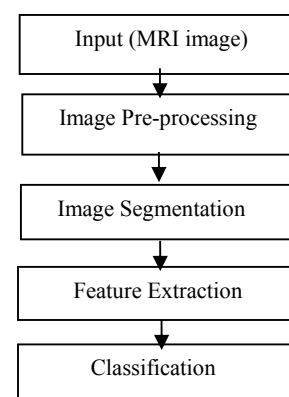 Input (MRI image)
Image Pre-processing
Image Segmentation
Feature Extraction
Classification